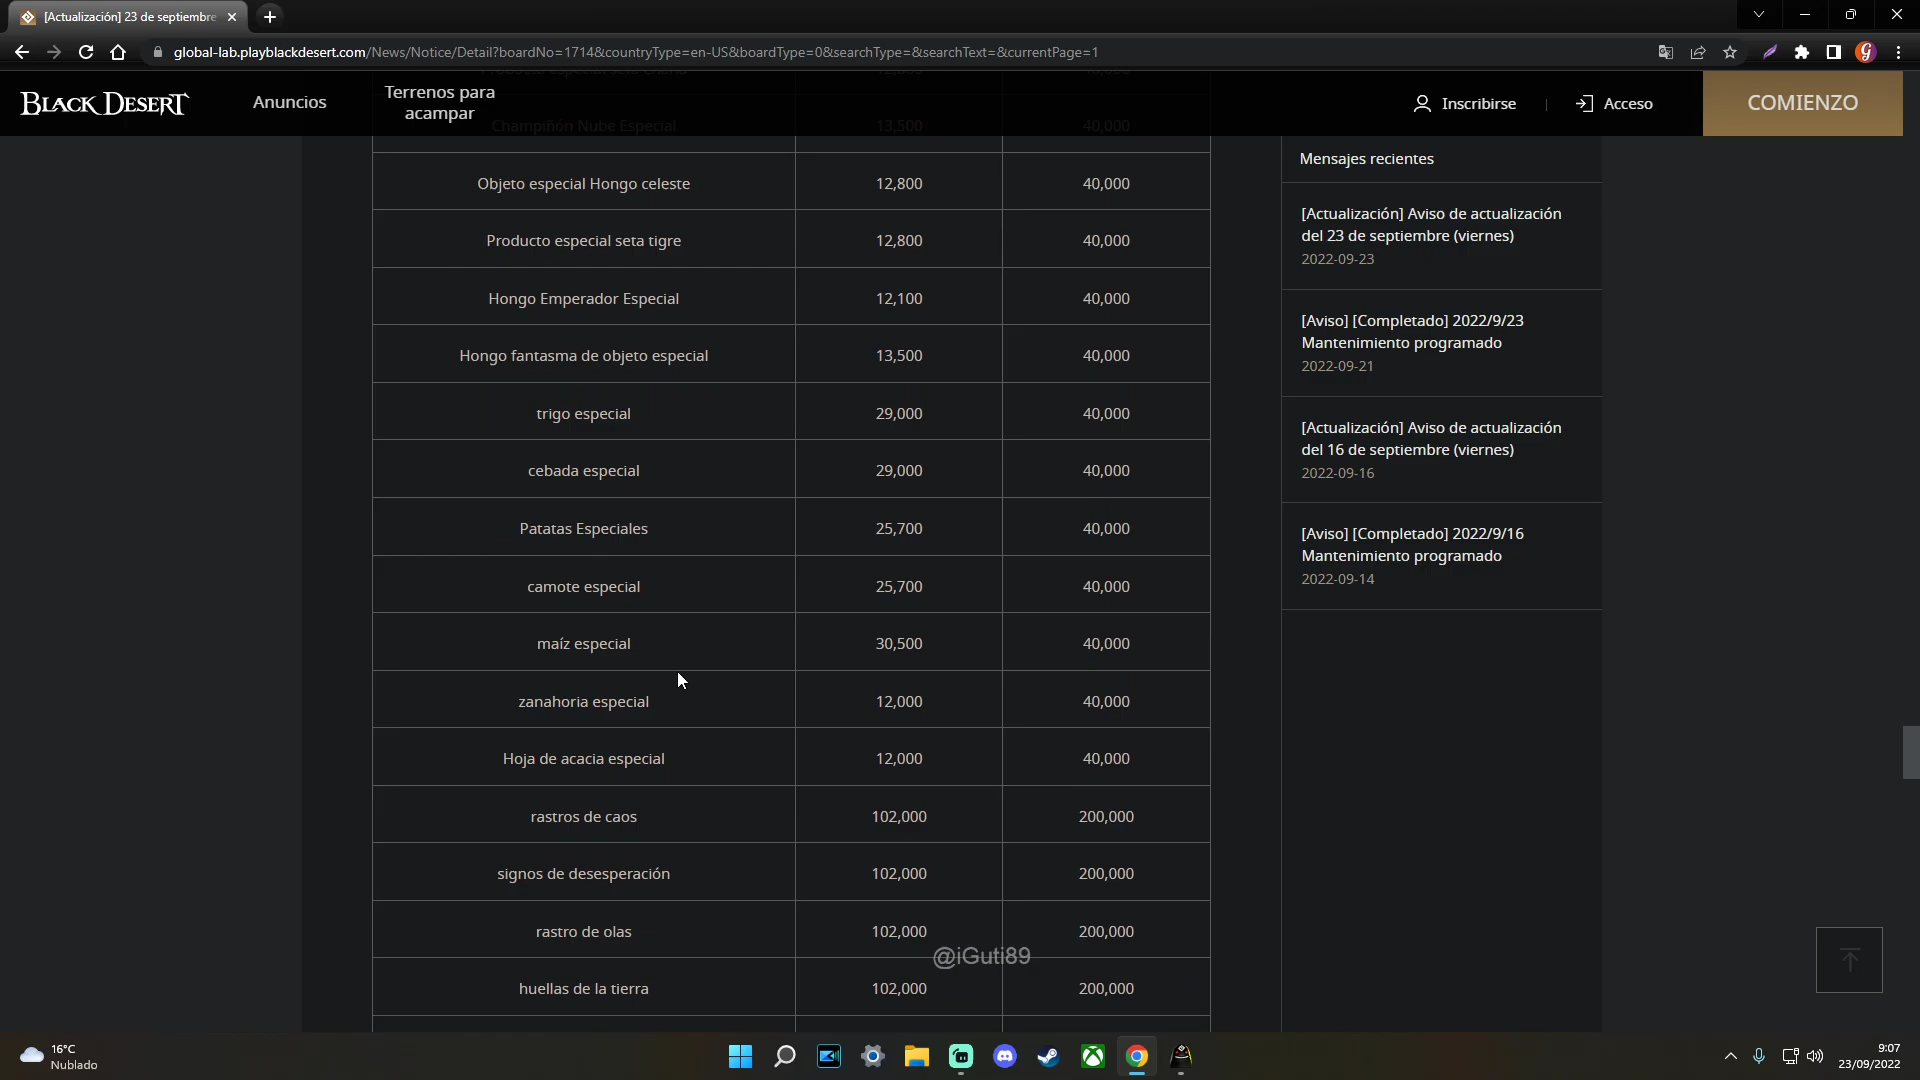 [Actualización] 23 de septiembre
global-lab.playblackdesert.com/News/Notice/Detail?boardNo=1714&countryType=en-US&boardType=0&searchType=&searchText=&currentPage=1
BLACK DESERT
Anuncios
Terrenos para
acampar
Inscribirse
Acceso
COMIENZO
Champiñón Nube Especial 13,500 40,000
Objeto especial Hongo celeste 12,800 40,000
Producto especial seta tigre 12,800 40,000
Hongo Emperador Especial 12,100 40,000
Hongo fantasma de objeto especial 13,500 40,000
trigo especial 29,000 40,000
cebada especial 29,000 40,000
Patatas Especiales 25,700 40,000
camote especial 25,700 40,000
maíz especial 30,500 40,000
zanahoria especial 12,000 40,000
Hoja de acacia especial 12,000 40,000
rastros de caos 102,000 200,000
signos de desesperación 102,000 200,000
rastro de olas 102,000 200,000
huellas de la tierra 102,000 200,000
@iGuti89
Mensajes recientes
[Actualización] Aviso de actualización
del 23 de septiembre (viernes)
2022-09-23
[Aviso] [Completado] 2022/9/23
Mantenimiento programado
2022-09-21
[Actualización] Aviso de actualización
del 16 de septiembre (viernes)
2022-09-16
[Aviso] [Completado] 2022/9/16
Mantenimiento programado
2022-09-14
16°C
Nublado
9:07
23/09/2022